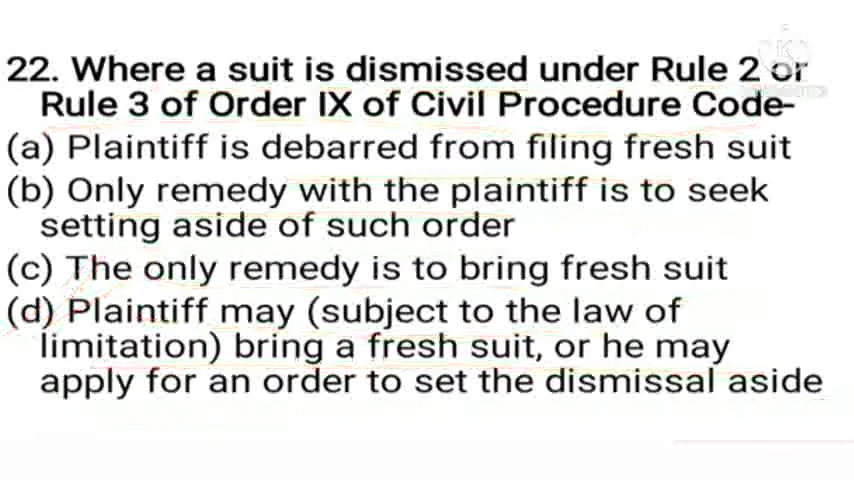 22. Where a suit is dismissed under Rule 2 or
Rule 3 of Order IX of Civil Procedure Code-
(a) Plaintiff is debarred from filing fresh suit
(b) Only remedy with the plaintiff is to seek
setting aside of such order
(c) The only remedy is to bring fresh suit
(d) Plaintiff may (subject to the law of
limitation) bring a fresh suit, or he may
apply for an order to set the dismissal aside